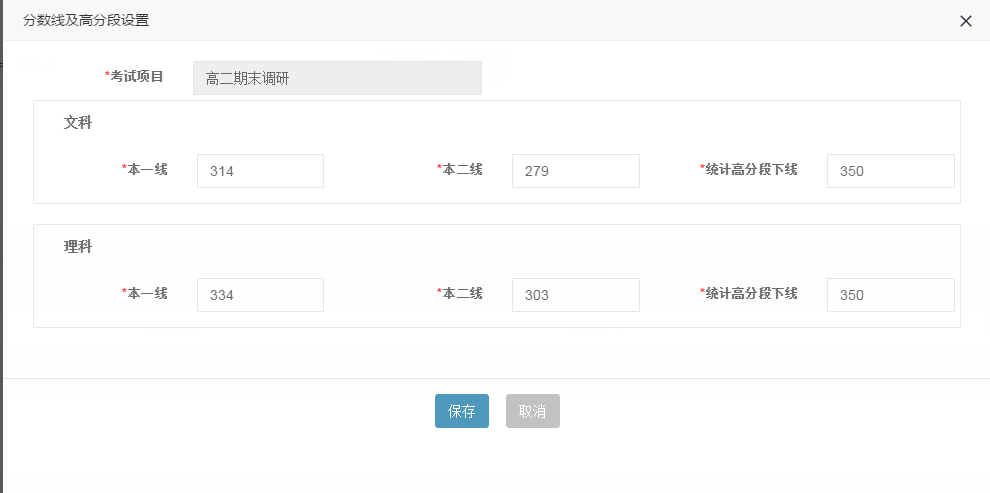 分数线及高分段设置
*考试项目 高二期末调研
文科
*本一线 314 *本二线 279 *统计高分段下线 350
理科
*本一线 334 *本二线 303 *统计高分段下线 350
保存 取消